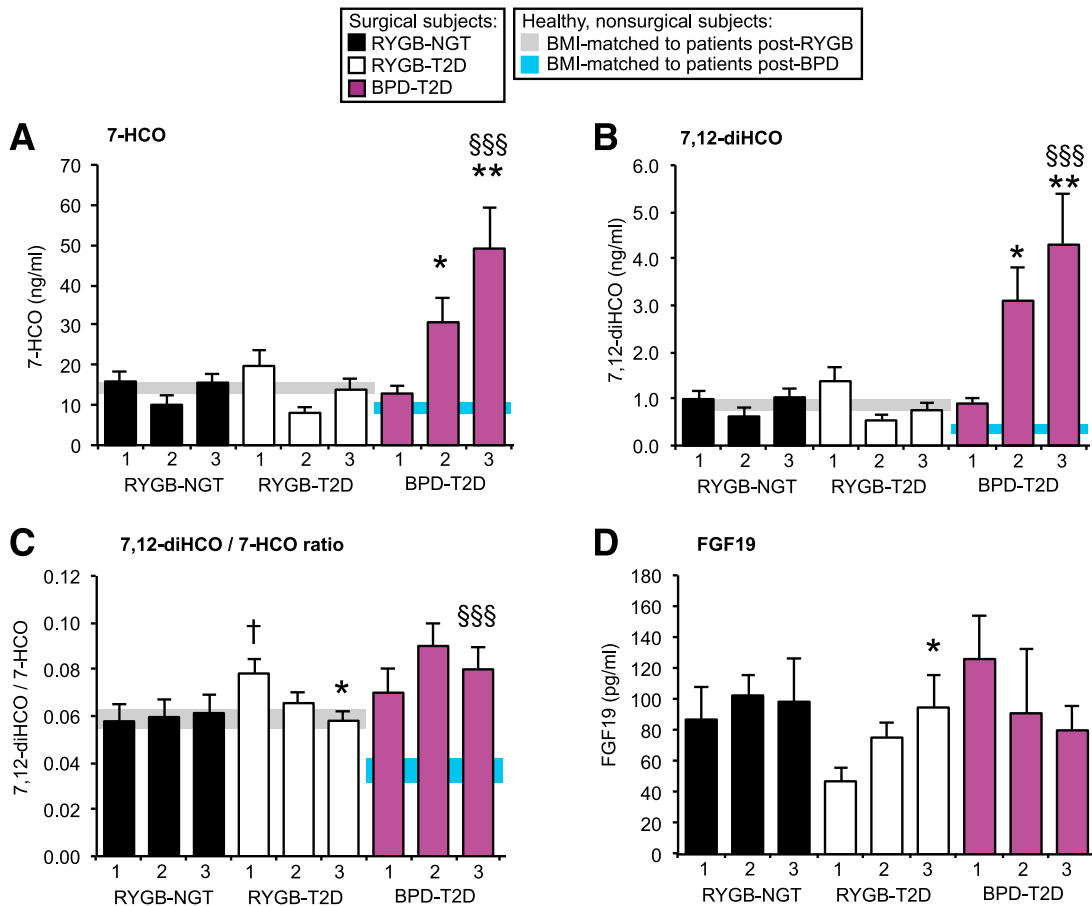 Surgical subjects:
RYGB-NGT
RYGB-T2D
BPD-T2D
Healthy, nonsurgical subjects:
BMI-matched to patients post-RYGB
BMI-matched to patients post-BPD
A
7-HCO
7-HCO (ng/ml)
70
60
50
40
30
20
10
0
*
§§§
**
1 2 3 1 2 3 1 2 3
RYGB-NGT RYGB-T2D BPD-T2D
B
7,12-diHCO
7,12-diHCO (ng/ml)
6.0
5.0
4.0
3.0
2.0
1.0
0.0
*
§§§
**
1 2 3 1 2 3 1 2 3
RYGB-NGT RYGB-T2D BPD-T2D
C
7,12-diHCO / 7-HCO ratio
7,12-diHCO / 7-HCO
0.12
0.10
0.08
0.06
0.04
0.02
0.00
†
*
§§§
1 2 3 1 2 3 1 2 3
RYGB-NGT RYGB-T2D BPD-T2D
D
FGF19
FGF19 (pg/ml)
180
160
140
120
100
80
60
40
20
0
*
1 2 3 1 2 3 1 2 3
RYGB-NGT RYGB-T2D BPD-T2D